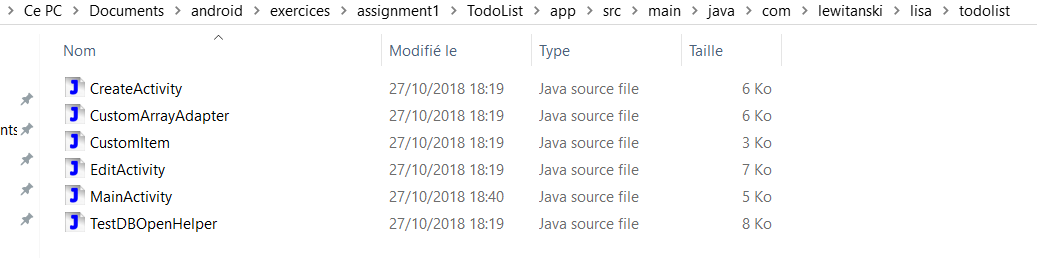 > Ce PC > Documents > android > exercices > assignment1 > TodoList > app > src > main > java > com > lewitanski > lisa > todolist
Nom Modifié le Type Taille
CreateActivity 27/10/2018 18:19 Java source file 6 Ko
CustomArrayAdapter 27/10/2018 18:19 Java source file 6 Ko
nts
CustomItem 27/10/2018 18:19 Java source file 3 Ko
EditActivity 27/10/2018 18:19 Java source file 7 Ko
MainActivity 27/10/2018 18:40 Java source file 5 Ko
TestDBOpenHelper 27/10/2018 18:19 Java source file 8 Ko